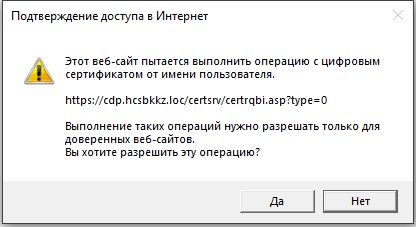 Подтверждение доступа в Интернет
Этот веб-сайт пытается выполнить операцию с цифровым
сертификатом от имени пользователя.
https://cdp.hcsbkkz.loc/certsrv/certrqbi.asp?type=0
Выполнение таких операций нужно разрешать только для
доверенных веб-сайтов.
Вы хотите разрешить эту операцию?
Да
Нет